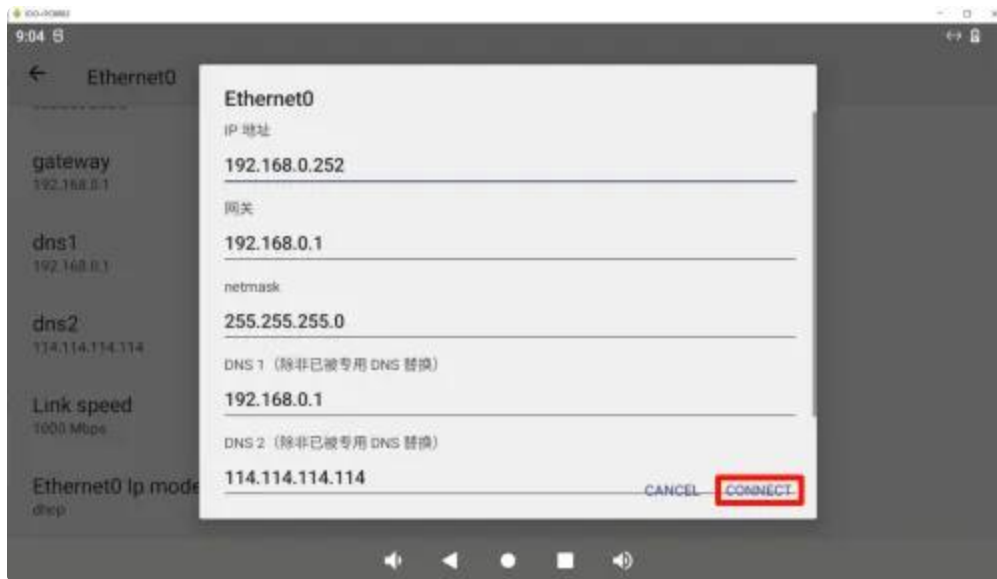 9:04
Ethernet0
gateway
192.168.0.1
dns1
192.168.0.1
dns2
114.114.114.114
Link speed
1000 Mbps
Ethernet0 Ip mode
dhcp
Ethernet0
IP 地址
192.168.0.252
网关
192.168.0.1
netmask
255.255.255.0
DNS 1（除非已被专用 DNS 替换）
192.168.0.1
DNS 2（除非已被专用 DNS 替换）
114.114.114.114
CANCEL
CONNECT